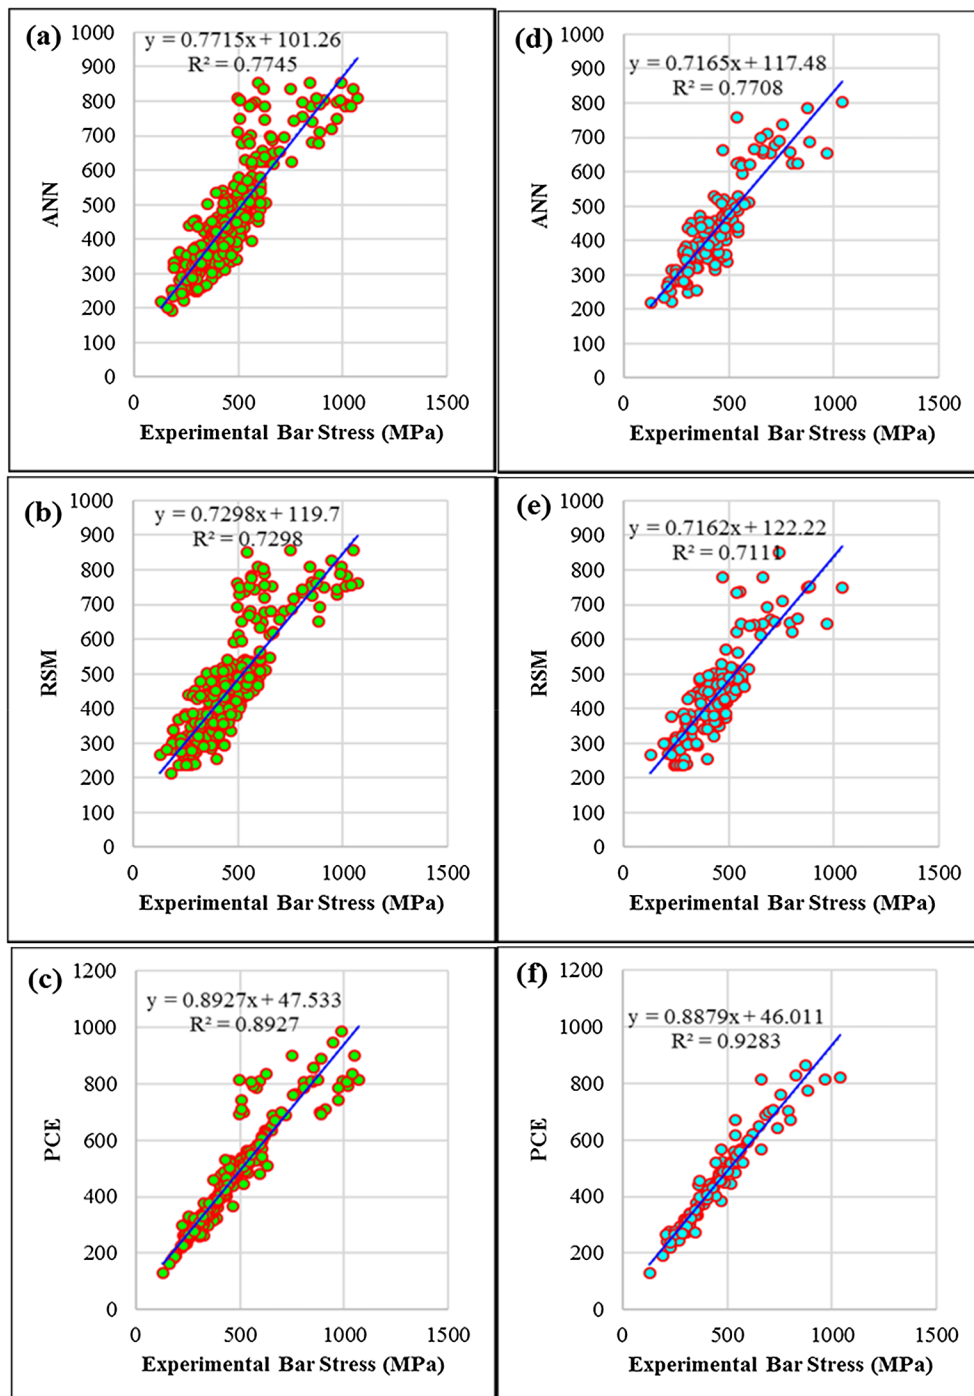 (a)
y = 0.7715x + 101.26
R² = 0.7745
1000
900
800
700
600
500
400
300
200
100
0
ANN
0 500 1000 1500
Experimental Bar Stress (MPa)
(d)
y = 0.7165x + 117.48
R² = 0.7708
1000
900
800
700
600
500
400
300
200
100
0
ANN
0 500 1000 1500
Experimental Bar Stress (MPa)
(b)
y = 0.7298x + 119.7
R² = 0.7298
1000
900
800
700
600
500
400
300
200
100
0
RSM
0 500 1000 1500
Experimental Bar Stress (MPa)
(e)
y = 0.7162x + 122.22
R² = 0.7111
1000
900
800
700
600
500
400
300
200
100
0
RSM
0 500 1000 1500
Experimental Bar Stress (MPa)
(c)
y = 0.8927x + 47.533
R² = 0.8927
1200
1000
800
600
400
200
0
PCE
0 500 1000 1500
Experimental Bar Stress (MPa)
(f)
y = 0.8879x + 46.011
R² = 0.9283
1200
1000
800
600
400
200
0
PCE
0 500 1000 1500
Experimental Bar Stress (MPa)